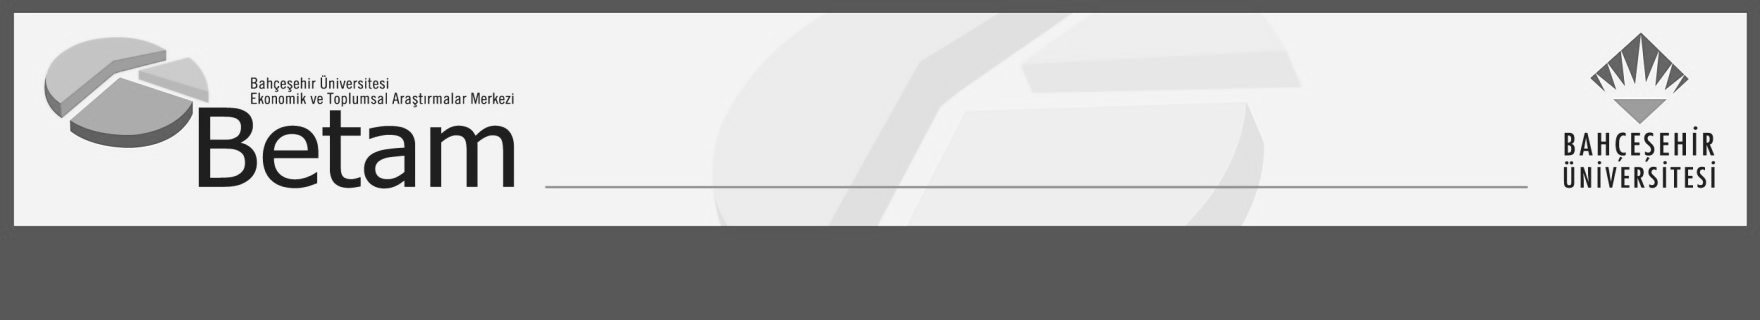 Bahçeşehir Üniversitesi
Ekonomik ve Toplumsal Araştırmalar Merkezi
Betam
BAHÇEŞEHİR
ÜNİVERSİTESİ